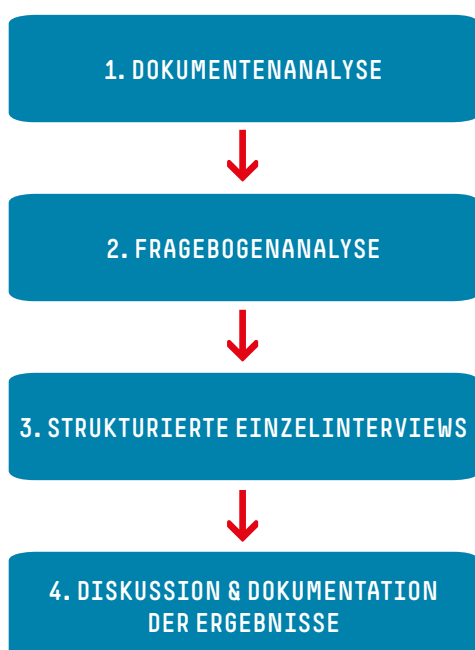 1. DOKUMENTENANALYSE
2. FRAGEBOGENANALYSE
3. STRUKTURIERTE EINZELINTERVIEWS
4. DISKUSSION & DOKUMENTATION
DER ERGEBNISSE